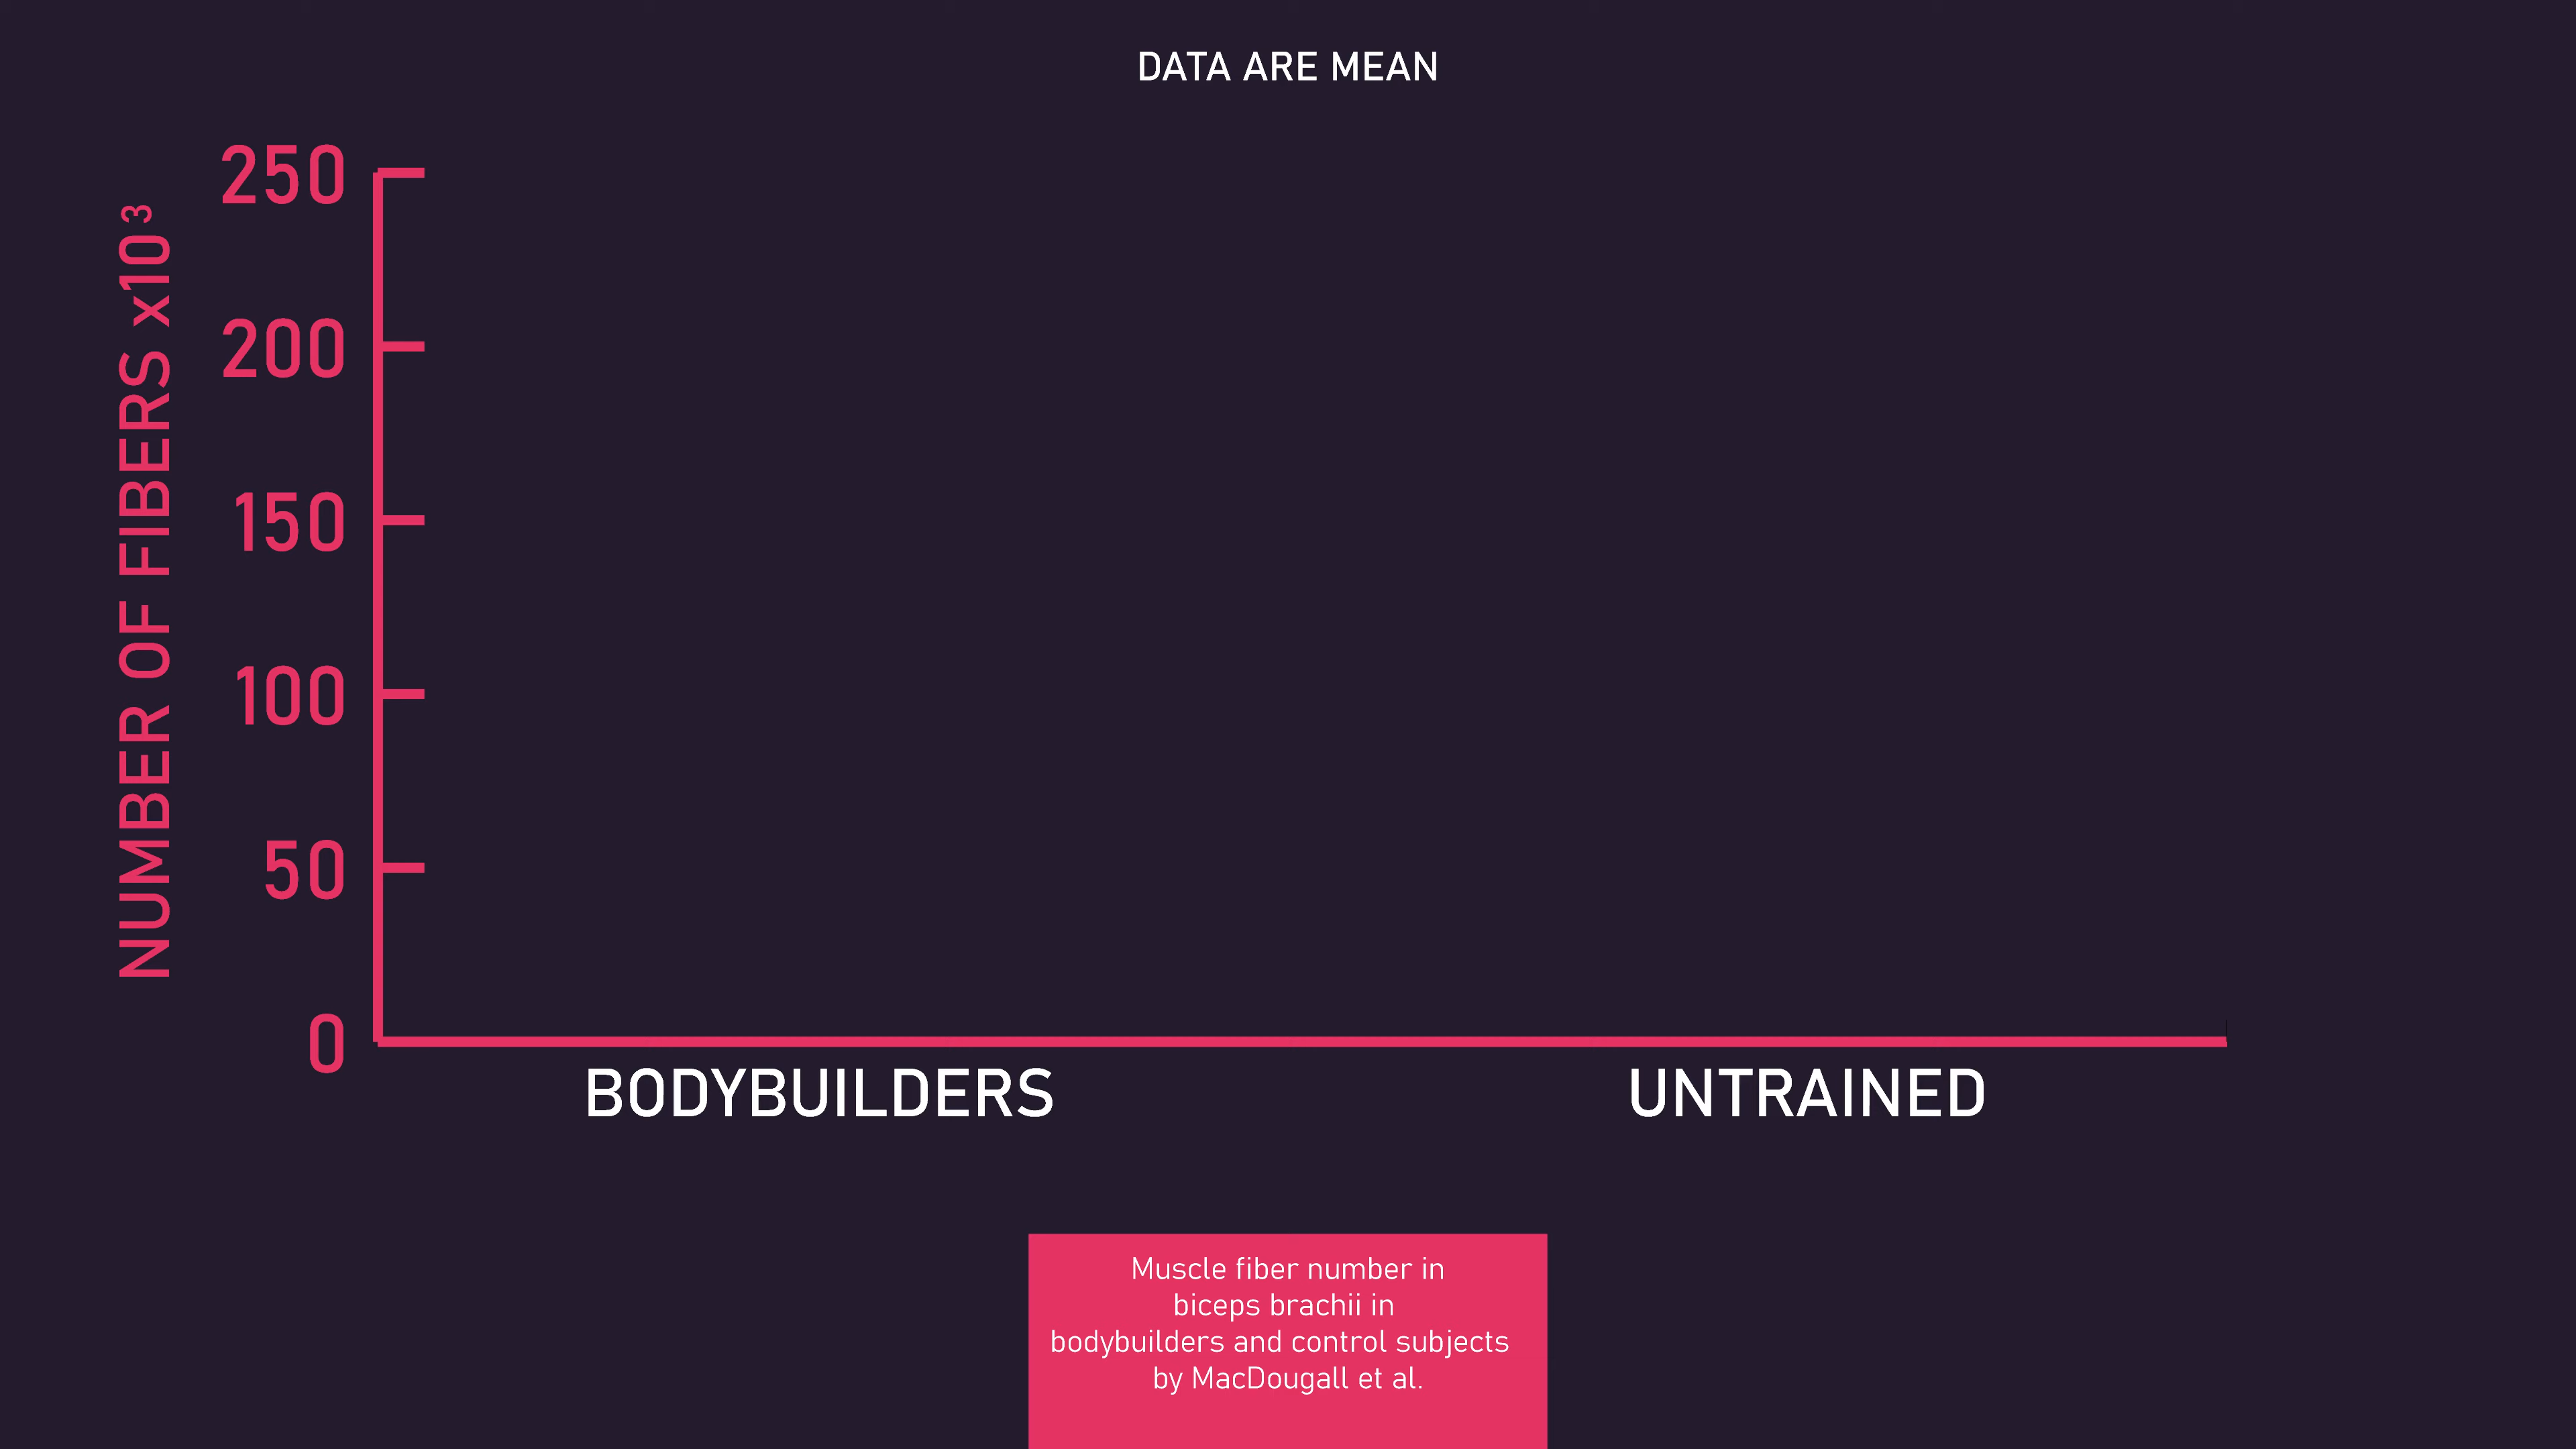 DATA ARE MEAN
NUMBER OF FIBERS x10³
250
200
150
100
50
0
BODYBUILDERS
UNTRAINED
Muscle fiber number in
biceps brachii in
bodybuilders and control subjects
by MacDougall et al.